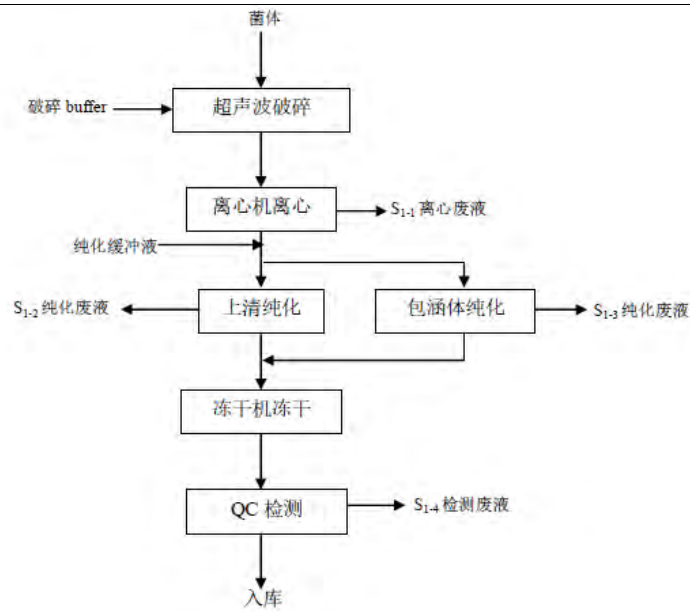 菌体
破碎 buffer
超声波破碎
离心机离心
S1-1 离心废液
纯化缓冲液
S1-2 纯化废液
上清纯化
包涵体纯化
S1-3 纯化废液
冻干机冻干
QC 检测
S1-4 检测废液
入库